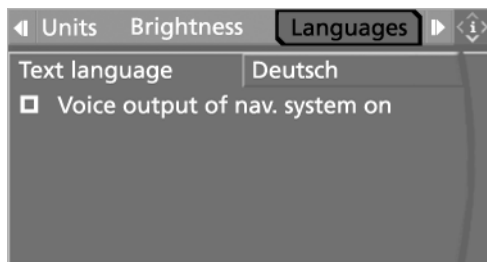 Units Brightness Languages i
Text language Deutsch
Voice output of nav. system on